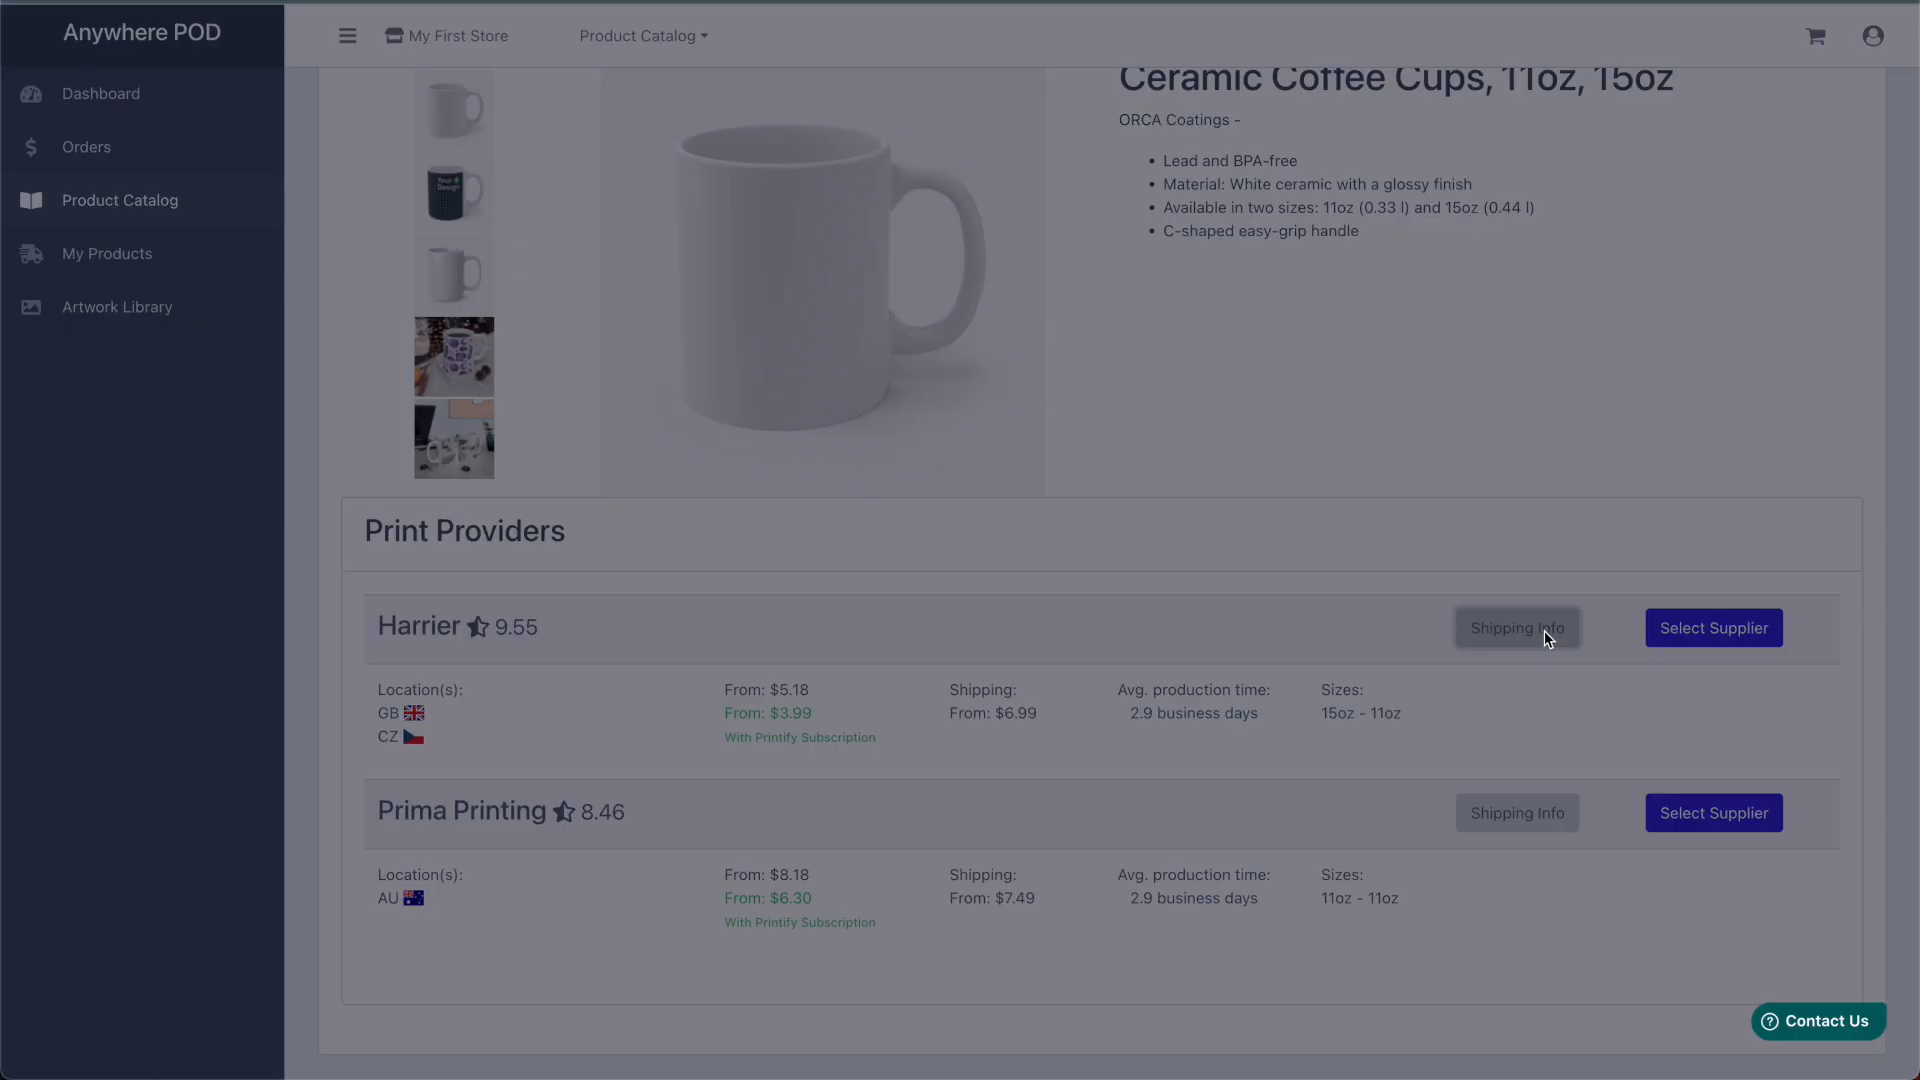 Anywhere POD
My First Store
Product Catalog
Dashboard
Orders
Product Catalog
My Products
Artwork Library
Your
Design
Ceramic Coffee Cups, 11oz, 15oz
ORCA Coatings -
• Lead and BPA-free
• Material: White ceramic with a glossy finish
• Available in two sizes: 11oz (0.33 l) and 15oz (0.44 l)
• C-shaped easy-grip handle
Print Providers
Harrier 9.55
Shipping Info
Select Supplier
Location(s):
GB
CZ
From: $5.18
From: $3.99
With Printify Subscription
Shipping:
From: $6.99
Avg. production time:
2.9 business days
Sizes:
15oz - 11oz
Prima Printing 8.46
Shipping Info
Select Supplier
Location(s):
AU
From: $8.18
From: $6.30
With Printify Subscription
Shipping:
From: $7.49
Avg. production time:
2.9 business days
Sizes:
11oz - 11oz
Contact Us